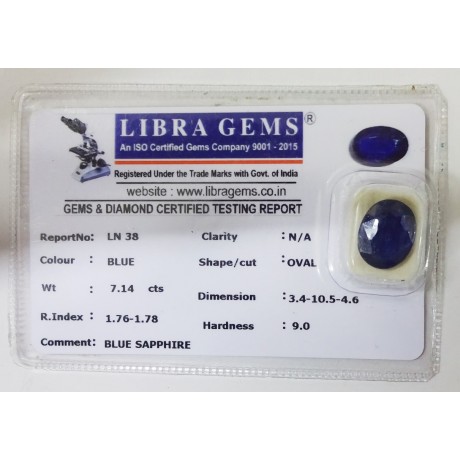 LIBRA GEMS ®
An ISO Certified Gems Company 9001 - 2015
Registered Under the Trade Marks with Govt. of India
website : www.libragems.co.in
GEMS & DIAMOND CERTIFIED TESTING REPORT
ReportNo: LN 38 Clarity : N/A
Colour : BLUE Shape/cut : OVAL
Wt : 7.14 cts Dimension : 3.4-10.5-4.6
R.Index : 1.76-1.78 Hardness : 9.0
Comment: BLUE SAPPHIRE